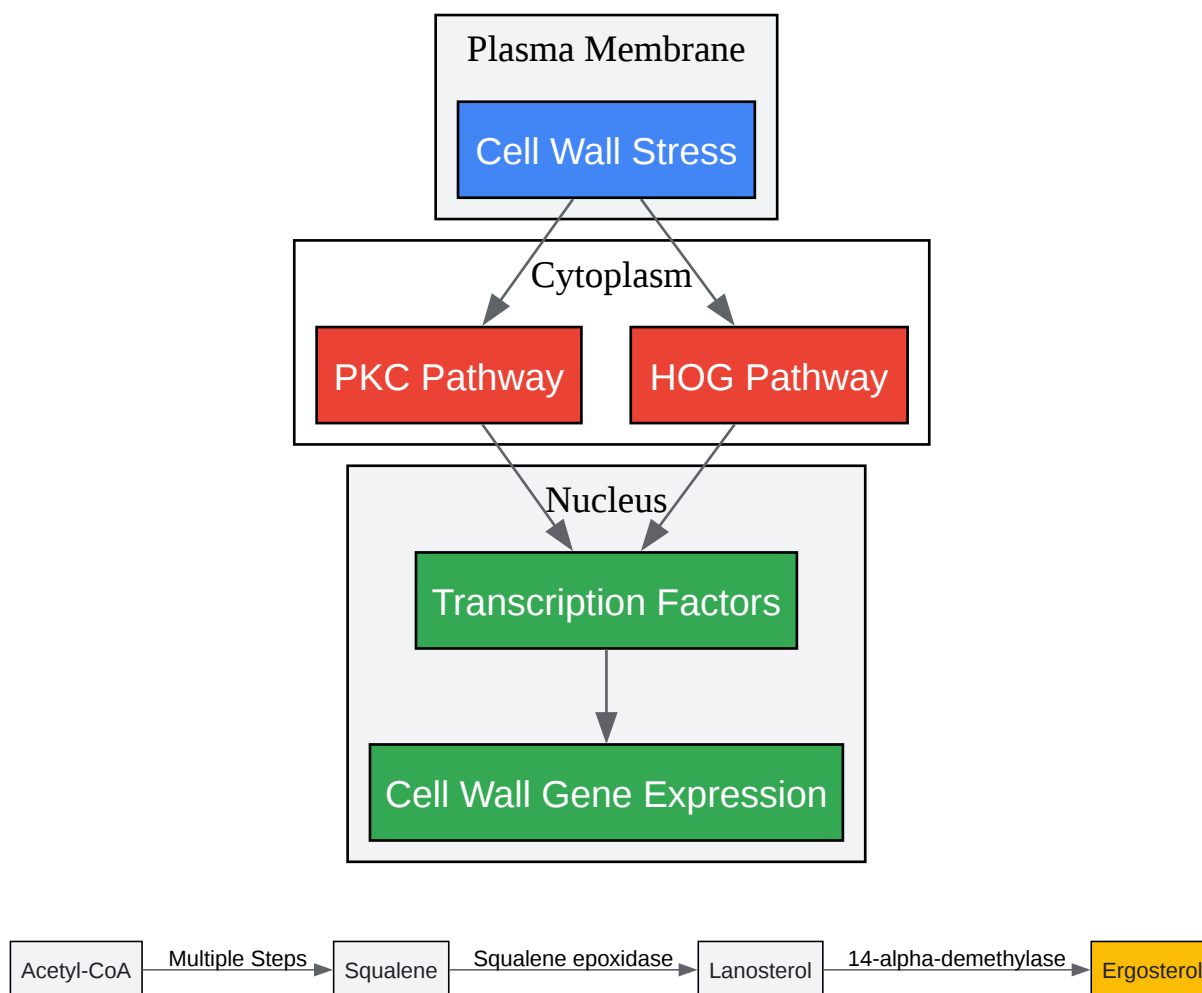 Plasma Membrane
Cell Wall Stress
Cytoplasm
PKC Pathway
HOG Pathway
Nucleus
Transcription Factors
Cell Wall Gene Expression
Acetyl-CoA
Multiple Steps
Squalene
Squalene epoxidase
Lanosterol
14-alpha-demethylase
Ergosterol